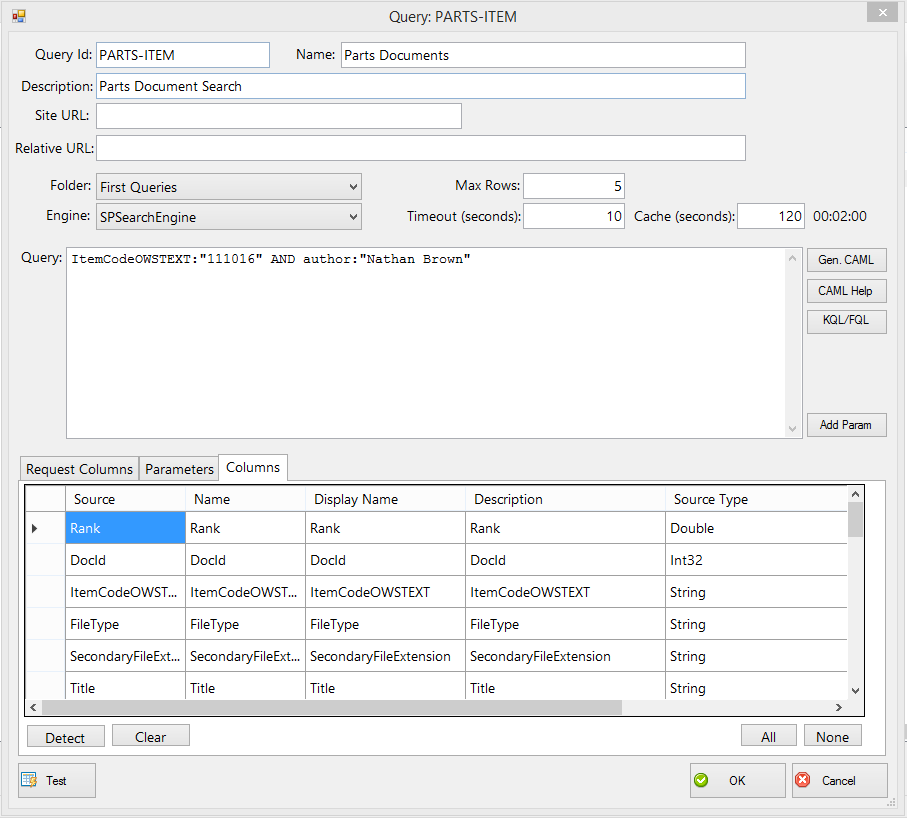 Query: PARTS-ITEM
Query Id: PARTS-ITEM Name: Parts Documents
Description: Parts Document Search
Site URL:
Relative URL:
Folder: First Queries Max Rows: 5
Engine: SPSearchEngine Timeout (seconds): 10 Cache (seconds): 120 00:02:00
Query: ItemCodeOWSTEXT:"111016" AND author:"Nathan Brown" Gen. CAML
CAML Help
KQL/FQL
Add Param
Request Columns Parameters Columns
Source Name Display Name Description Source Type
Rank Rank Rank Rank Double
DocId DocId DocId DocId Int32
ItemCodeOWST... ItemCodeOWST... ItemCodeOWSTEXT ItemCodeOWSTEXT String
FileType FileType FileType FileType String
SecondaryFileExt... SecondaryFileExt... SecondaryFileExtension SecondaryFileExtension String
Title Title Title Title String
Detect Clear All None
Test OK Cancel